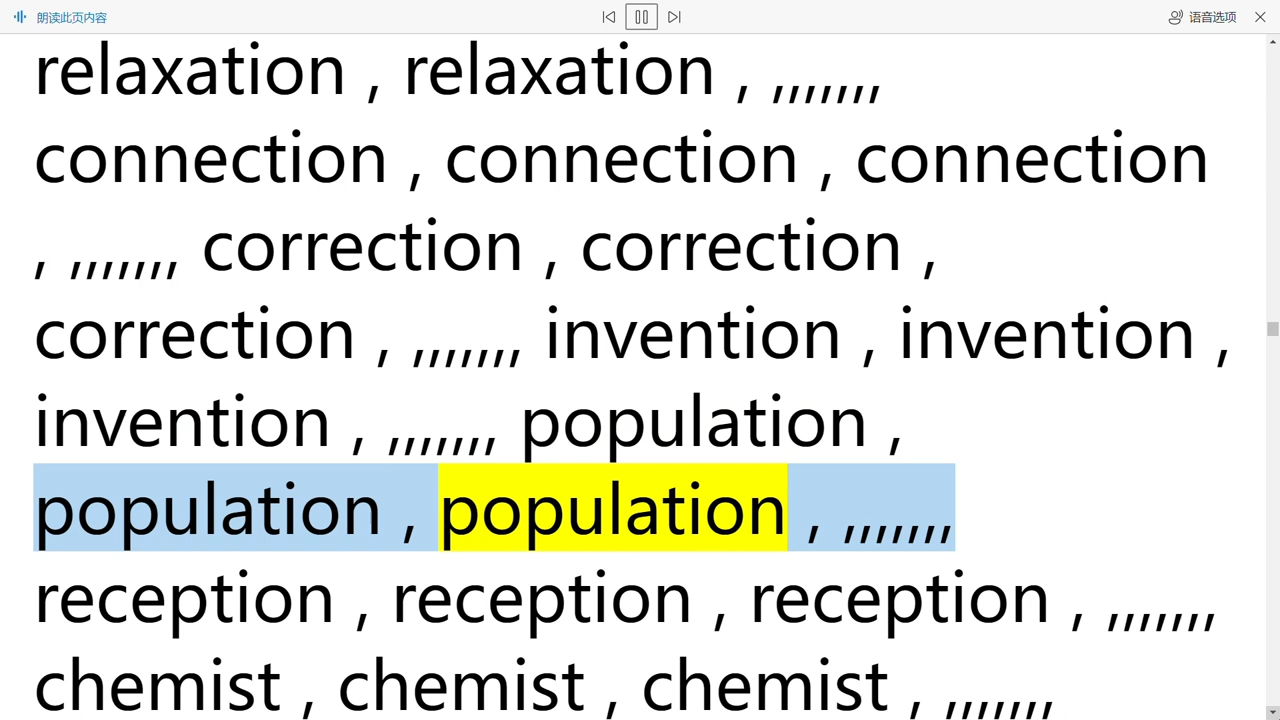 朗读此页内容 语音选项
relaxation , relaxation , ,,,,,,,
connection , connection , connection
, ,,,,,,, correction , correction ,
correction , ,,,,,,, invention , invention ,
invention , ,,,,,,, population ,
population , population , ,,,,,,,
reception , reception , reception , ,,,,,,,
chemist , chemist , chemist , ,,,,,,,